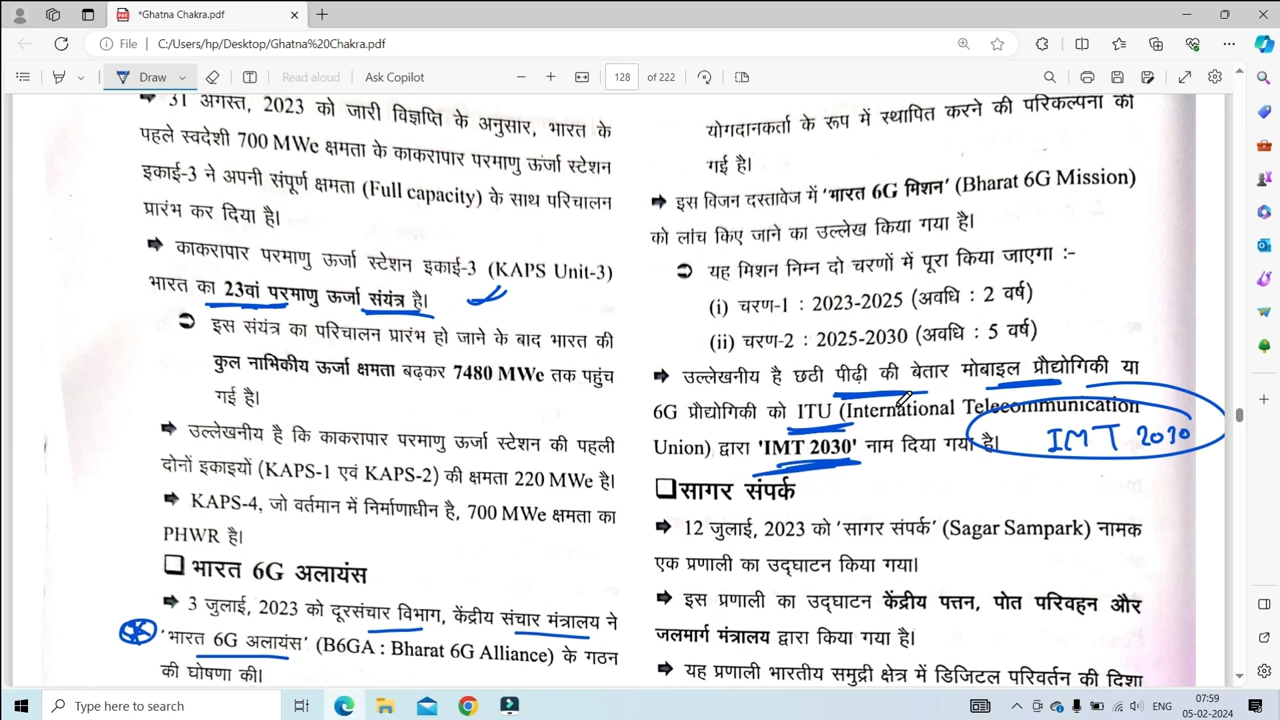 *Ghatna Chakra.pdf
File
C:/Users/hp/Desktop/Ghatna%20Chakra.pdf
Draw
Read aloud
Ask Copilot
128
of 222
31 अगस्त, 2023 को जारी विज्ञप्ति के अनुसार, भारत के
पहले स्वदेशी 700 MWe क्षमता के काकरापार परमाणु ऊर्जा स्टेशन
इकाई-3 ने अपनी संपूर्ण क्षमता (Full capacity) के साथ परिचालन
प्रारंभ कर दिया है।
काकरापार परमाणु ऊर्जा स्टेशन इकाई-3 (KAPS Unit-3)
भारत का 23वां परमाणु ऊर्जा संयंत्र है।
इस संयंत्र का परिचालन प्रारंभ हो जाने के बाद भारत की
कुल नाभिकीय ऊर्जा क्षमता बढ़कर 7480 MWe तक पहुंच
गई है।
उल्लेखनीय है कि काकरापार परमाणु ऊर्जा स्टेशन की पहली
दोनों इकाइयों (KAPS-1 एवं KAPS-2) की क्षमता 220 MWe है।
KAPS-4, जो वर्तमान में निर्माणाधीन है, 700 MWe क्षमता का
PHWR है।
भारत 6G अलायंस
3 जुलाई, 2023 को दूरसंचार विभाग, केंद्रीय संचार मंत्रालय ने
'भारत 6G अलायंस' (B6GA : Bharat 6G Alliance) के गठन
की घोषणा की।
योगदानकर्ता के रूप में स्थापित करने की परिकल्पना की
गई है।
इस विजन दस्तावेज में 'भारत 6G मिशन' (Bharat 6G Mission)
को लांच किए जाने का उल्लेख किया गया है।
यह मिशन निम्न दो चरणों में पूरा किया जाएगा :-
(i) चरण-1 : 2023-2025 (अवधि : 2 वर्ष)
(ii) चरण-2 : 2025-2030 (अवधि : 5 वर्ष)
उल्लेखनीय है छठी पीढ़ी की बेतार मोबाइल प्रौद्योगिकी या
6G प्रौद्योगिकी को ITU (International Telecommunication
Union) द्वारा 'IMT 2030' नाम दिया गया है।
IMT 2030
सागर संपर्क
12 जुलाई, 2023 को 'सागर संपर्क' (Sagar Sampark) नामक
एक प्रणाली का उद्घाटन किया गया।
इस प्रणाली का उद्घाटन केंद्रीय पत्तन, पोत परिवहन और
जलमार्ग मंत्रालय द्वारा किया गया है।
यह प्रणाली भारतीय समुद्री क्षेत्र में डिजिटल परिवर्तन की दिशा
Type here to search
ENG
07:59
05-02-2024